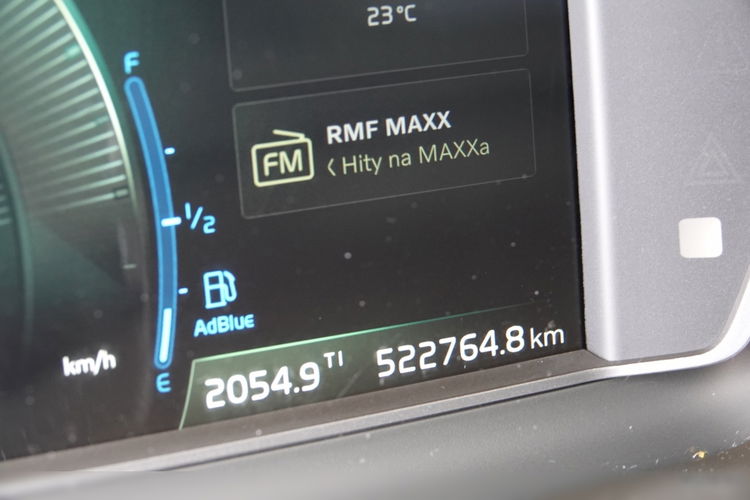 23°C
F
RMF MAXX
FM
‹ Hity na MAXXa
1/2
AdBlue
km/h
E
2054.9 TI 522764.8 km